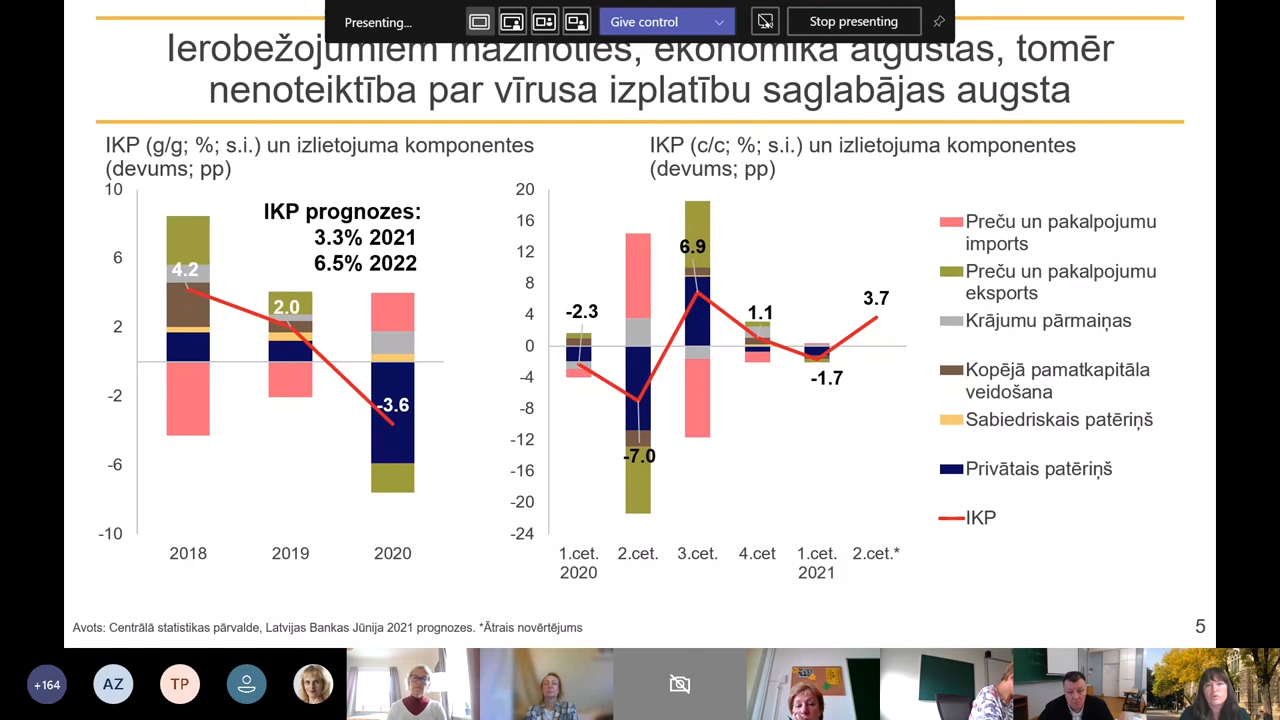 Presenting...
Give control
Stop presenting
Ierobežojumiem mazinoties, ekonomika atgūstas, tomēr
nenoteiktība par vīrusa izplatību saglabājas augsta
IKP (g/g; %; s.i.) un izlietojuma komponentes
(devums; pp)
10
6
2
-2
-6
-10
IKP prognozes:
3.3% 2021
6.5% 2022
4.2
2.0
-3.6
2018
2019
2020
IKP (c/c; %; s.i.) un izlietojuma komponentes
(devums; pp)
20
16
12
8
4
0
-4
-8
-12
-16
-20
-24
-2.3
-7.0
6.9
1.1
-1.7
3.7
1.cet.
2020
2.cet.
3.cet.
4.cet
1.cet.
2021
2.cet.*
Preču un pakalpojumu
imports
Preču un pakalpojumu
eksports
Krājumu pārmaiņas
Kopējā pamatkapitāla
veidošana
Sabiedriskais patēriņš
Privātais patēriņš
IKP
Avots: Centrālā statistikas pārvalde, Latvijas Bankas Jūnija 2021 prognozes. *Ātrais novērtējums
5
+164
AZ
TP